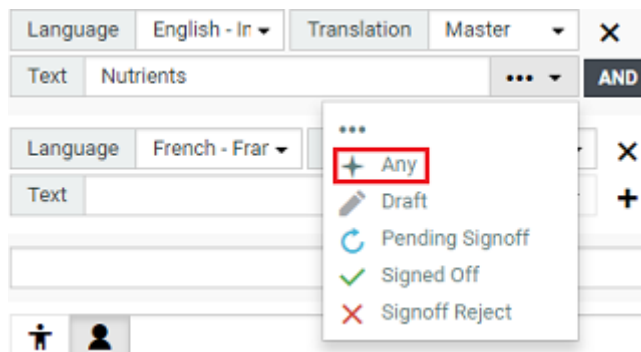 Language English - In Translation Master
Text Nutrients ••• AND
•••
Language French - Fran
Any
Text
Draft
Pending Signoff
Signed Off
Signoff Reject